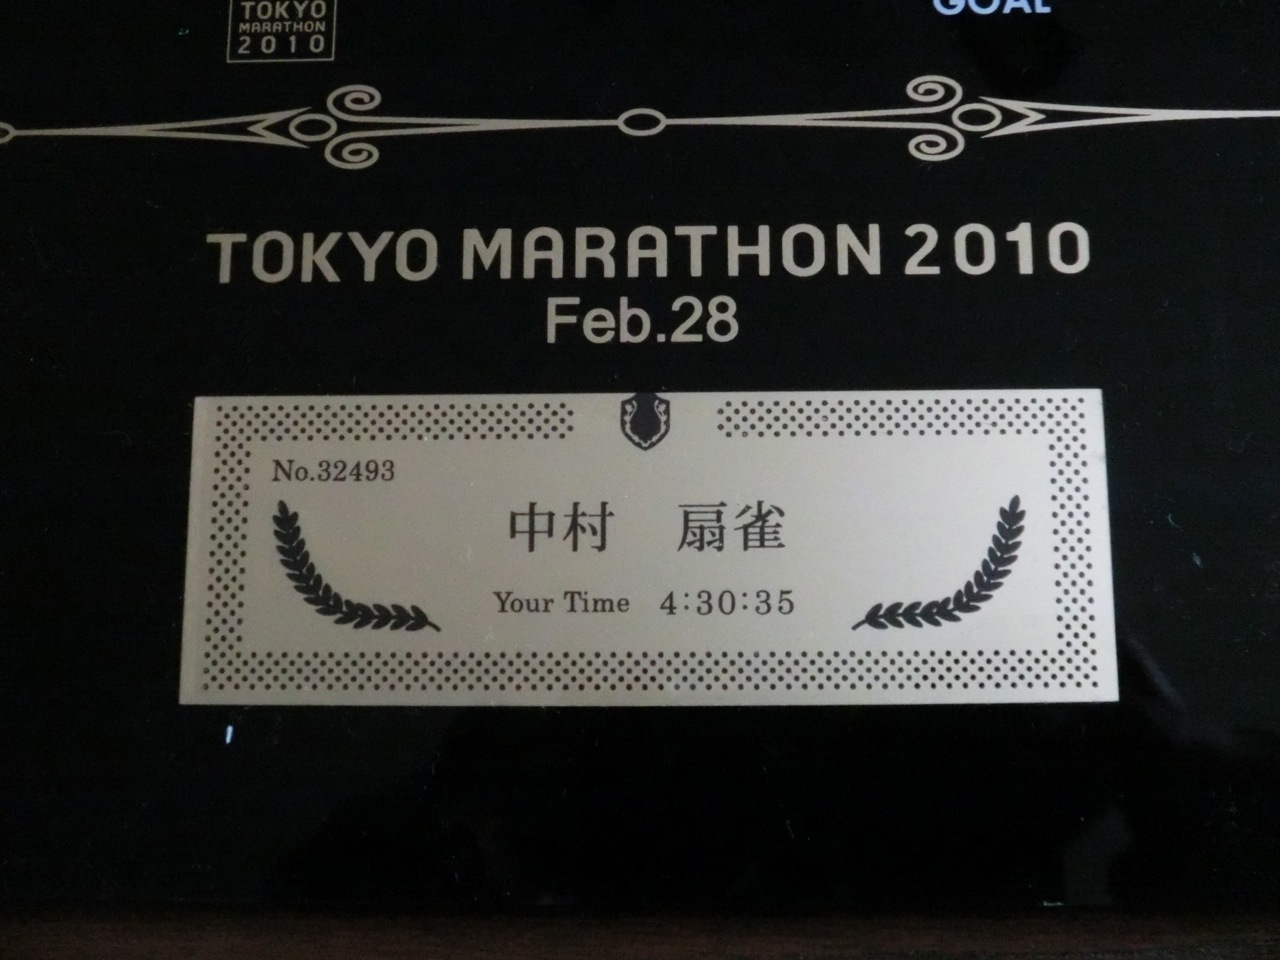 TOKYO
MARATHON
2010
GOAL
TOKYO MARATHON 2010
Feb.28
No.32493
中村　扇雀
Your Time 4:30:35